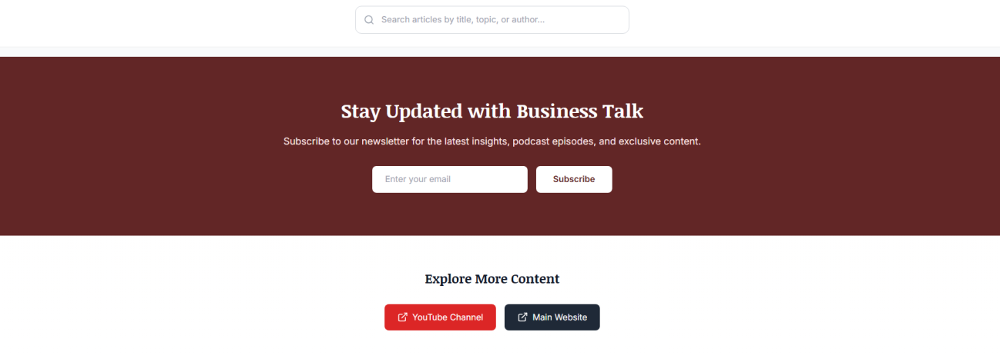 Search articles by title, topic, or author...
Stay Updated with Business Talk
Subscribe to our newsletter for the latest insights, podcast episodes, and exclusive content.
Enter your email
Subscribe
Explore More Content
YouTube Channel
Main Website